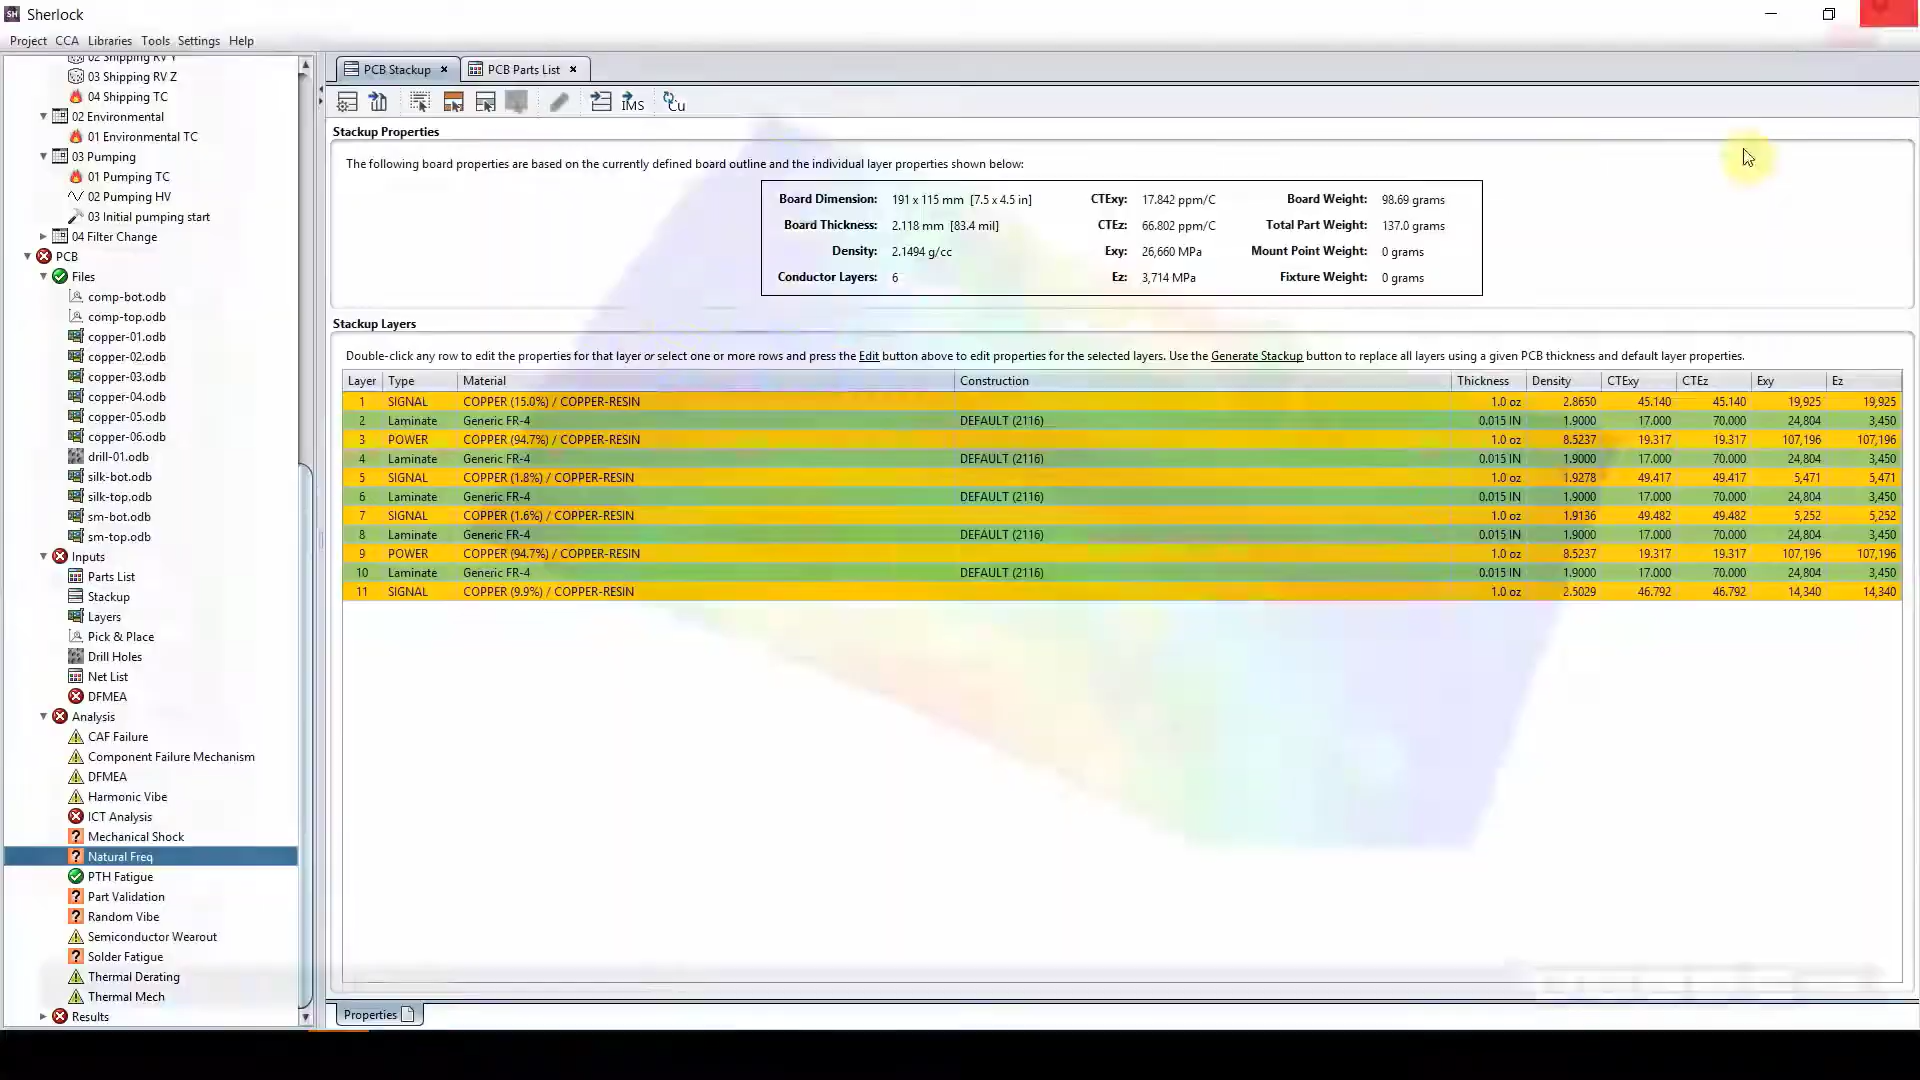 Sherlock
Project CCA Libraries Tools Settings Help
02 Shipping RV Y
03 Shipping RV Z
04 Shipping TC
02 Environmental
01 Environmental TC
03 Pumping
01 Pumping TC
02 Pumping HV
03 Initial pumping start
04 Filter Change
PCB
Files
comp-bot.odb
comp-top.odb
copper-01.odb
copper-02.odb
copper-03.odb
copper-04.odb
copper-05.odb
copper-06.odb
drill-01.odb
silk-bot.odb
silk-top.odb
sm-bot.odb
sm-top.odb
Inputs
Parts List
Stackup
Layers
Pick & Place
Drill Holes
Net List
DFMEA
Analysis
CAF Failure
Component Failure Mechanism
DFMEA
Harmonic Vibe
ICT Analysis
Mechanical Shock
Natural Freq
PTH Fatigue
Part Validation
Random Vibe
Semiconductor Wearout
Solder Fatigue
Thermal Derating
Thermal Mech
Results
PCB Stackup PCB Parts List
IMS Cu
Stackup Properties
The following board properties are based on the currently defined board outline and the individual layer properties shown below:
Board Dimension: 191 x 115 mm [7.5 x 4.5 in] CTExy: 17.842 ppm/C Board Weight: 98.69 grams
Board Thickness: 2.118 mm [83.4 mil] CTEz: 66.802 ppm/C Total Part Weight: 137.0 grams
Density: 2.1494 g/cc Exy: 26,660 MPa Mount Point Weight: 0 grams
Conductor Layers: 6 Ez: 3,714 MPa Fixture Weight: 0 grams
Stackup Layers
Double-click any row to edit the properties for that layer or select one or more rows and press the Edit button above to edit properties for the selected layers. Use the Generate Stackup button to replace all layers using a given PCB thickness and default layer properties.
Layer Type Material Construction Thickness Density CTExy CTEz Exy Ez
1 SIGNAL COPPER (15.0%) / COPPER-RESIN 1.0 oz 2.8650 45.140 45.140 19,925 19,925
2 Laminate Generic FR-4 DEFAULT (2116) 0.015 IN 1.9000 17.000 70.000 24,804 3,450
3 POWER COPPER (94.7%) / COPPER-RESIN 1.0 oz 8.5237 19.317 19.317 107,196 107,196
4 Laminate Generic FR-4 DEFAULT (2116) 0.015 IN 1.9000 17.000 70.000 24,804 3,450
5 SIGNAL COPPER (1.8%) / COPPER-RESIN 1.0 oz 1.9278 49.417 49.417 5,471 5,471
6 Laminate Generic FR-4 DEFAULT (2116) 0.015 IN 1.9000 17.000 70.000 24,804 3,450
7 SIGNAL COPPER (1.6%) / COPPER-RESIN 1.0 oz 1.9136 49.482 49.482 5,252 5,252
8 Laminate Generic FR-4 DEFAULT (2116) 0.015 IN 1.9000 17.000 70.000 24,804 3,450
9 POWER COPPER (94.7%) / COPPER-RESIN 1.0 oz 8.5237 19.317 19.317 107,196 107,196
10 Laminate Generic FR-4 DEFAULT (2116) 0.015 IN 1.9000 17.000 70.000 24,804 3,450
11 SIGNAL COPPER (9.9%) / COPPER-RESIN 1.0 oz 2.5029 46.792 46.792 14,340 14,340
Properties